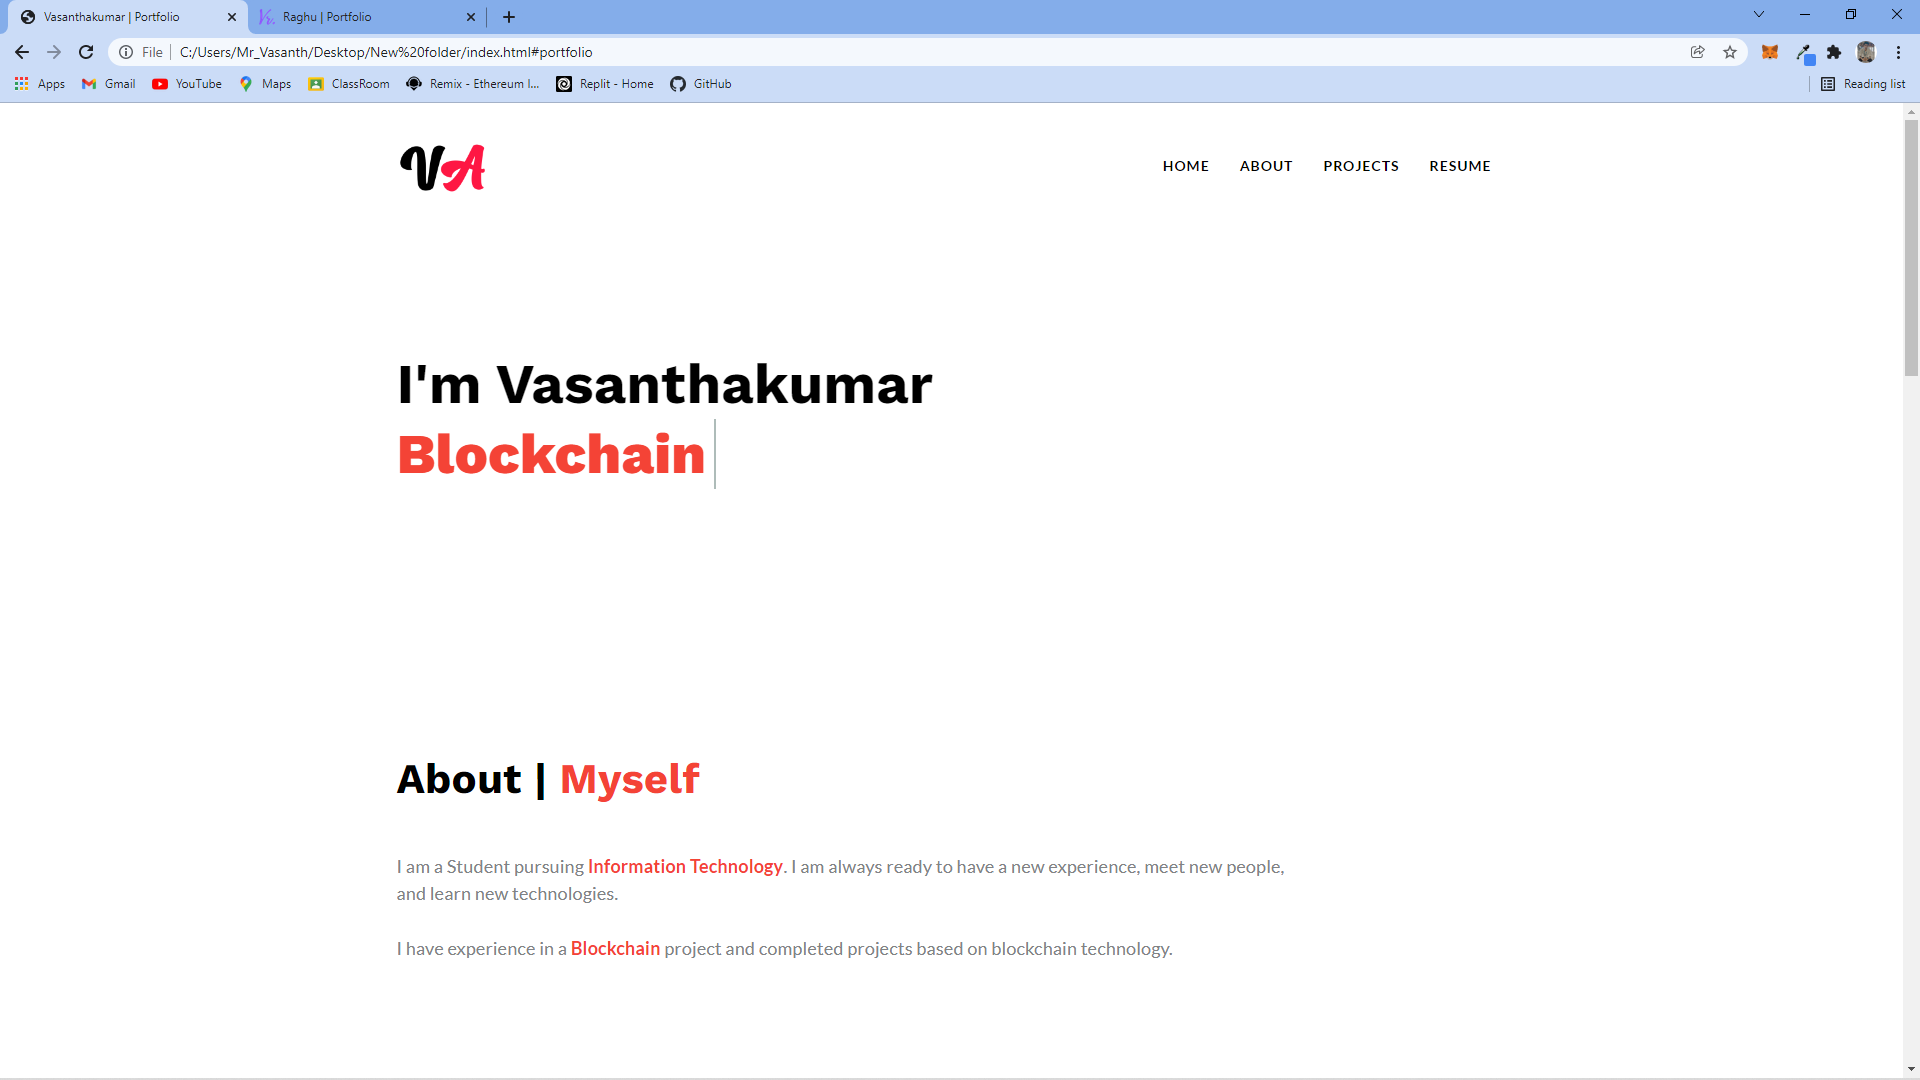 Vasanthakumar | Portfolio
Raghu | Portfolio
File
C:/Users/Mr_Vasanth/Desktop/New%20folder/index.html#portfolio
Apps
Gmail
YouTube
Maps
ClassRoom
Remix - Ethereum I...
Replit - Home
GitHub
Reading list
VA
HOME
ABOUT
PROJECTS
RESUME
I'm Vasanthakumar
Blockchain
About | Myself
I am a Student pursuing Information Technology. I am always ready to have a new experience, meet new people,
and learn new technologies.
I have experience in a Blockchain project and completed projects based on blockchain technology.